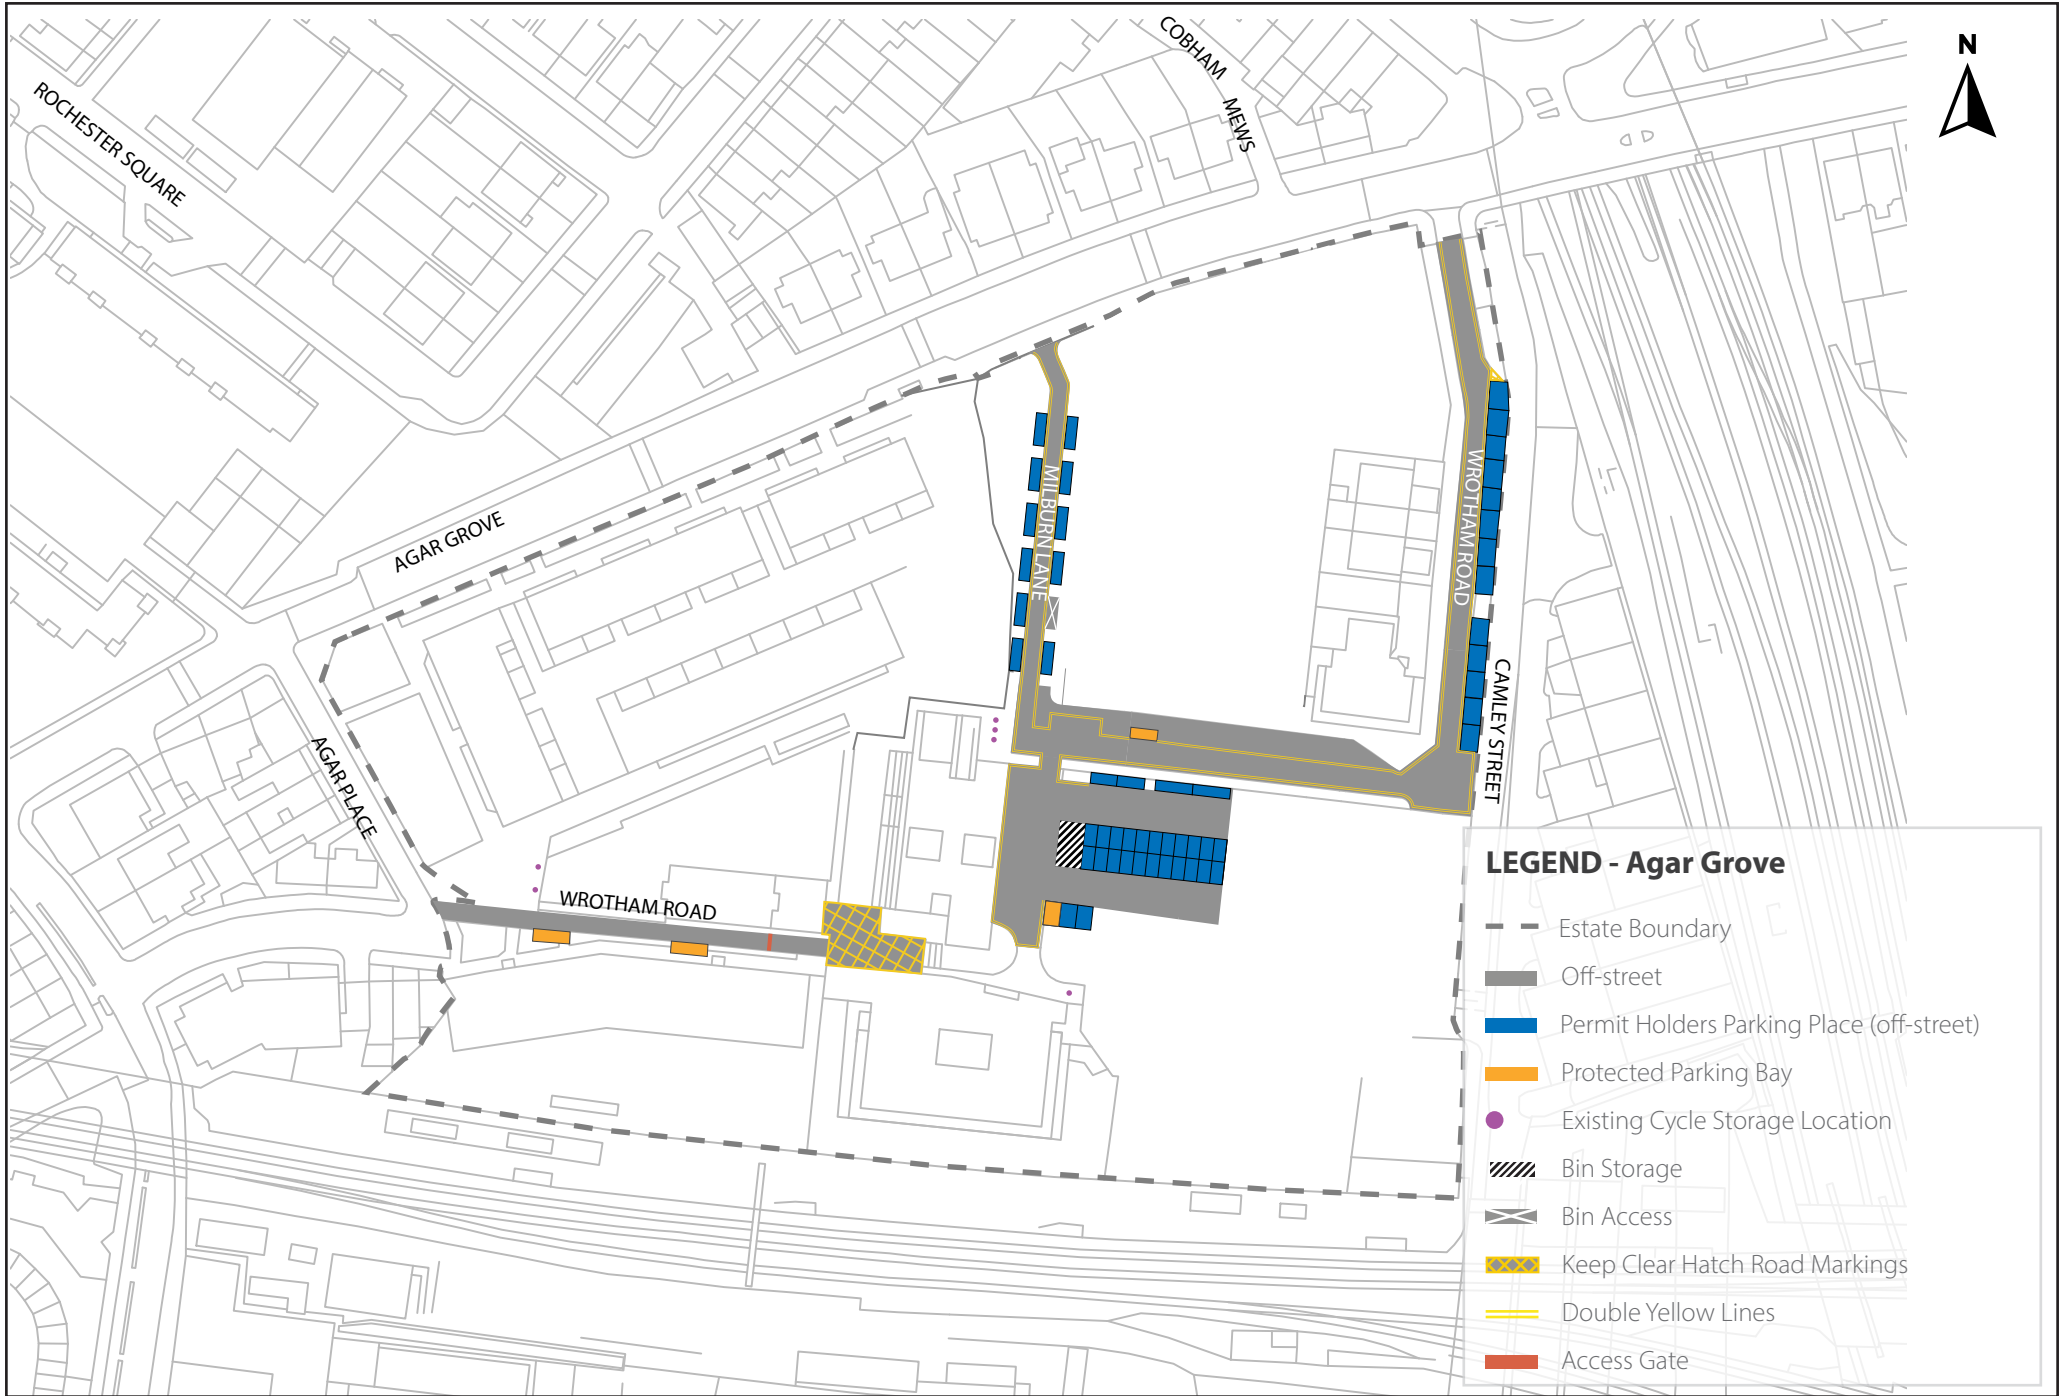 COBHAM
MEWS
N
ROCHESTER SQUARE
AGAR GROVE
MILBURN LANE
WROTHAM ROAD
CAMLEY STREET
AGAR PLACE
WROTHAM ROAD
LEGEND - Agar Grove
Estate Boundary
Off-street
Permit Holders Parking Place (off-street)
Protected Parking Bay
Existing Cycle Storage Location
Bin Storage
Bin Access
Keep Clear Hatch Road Markings
Double Yellow Lines
Access Gate